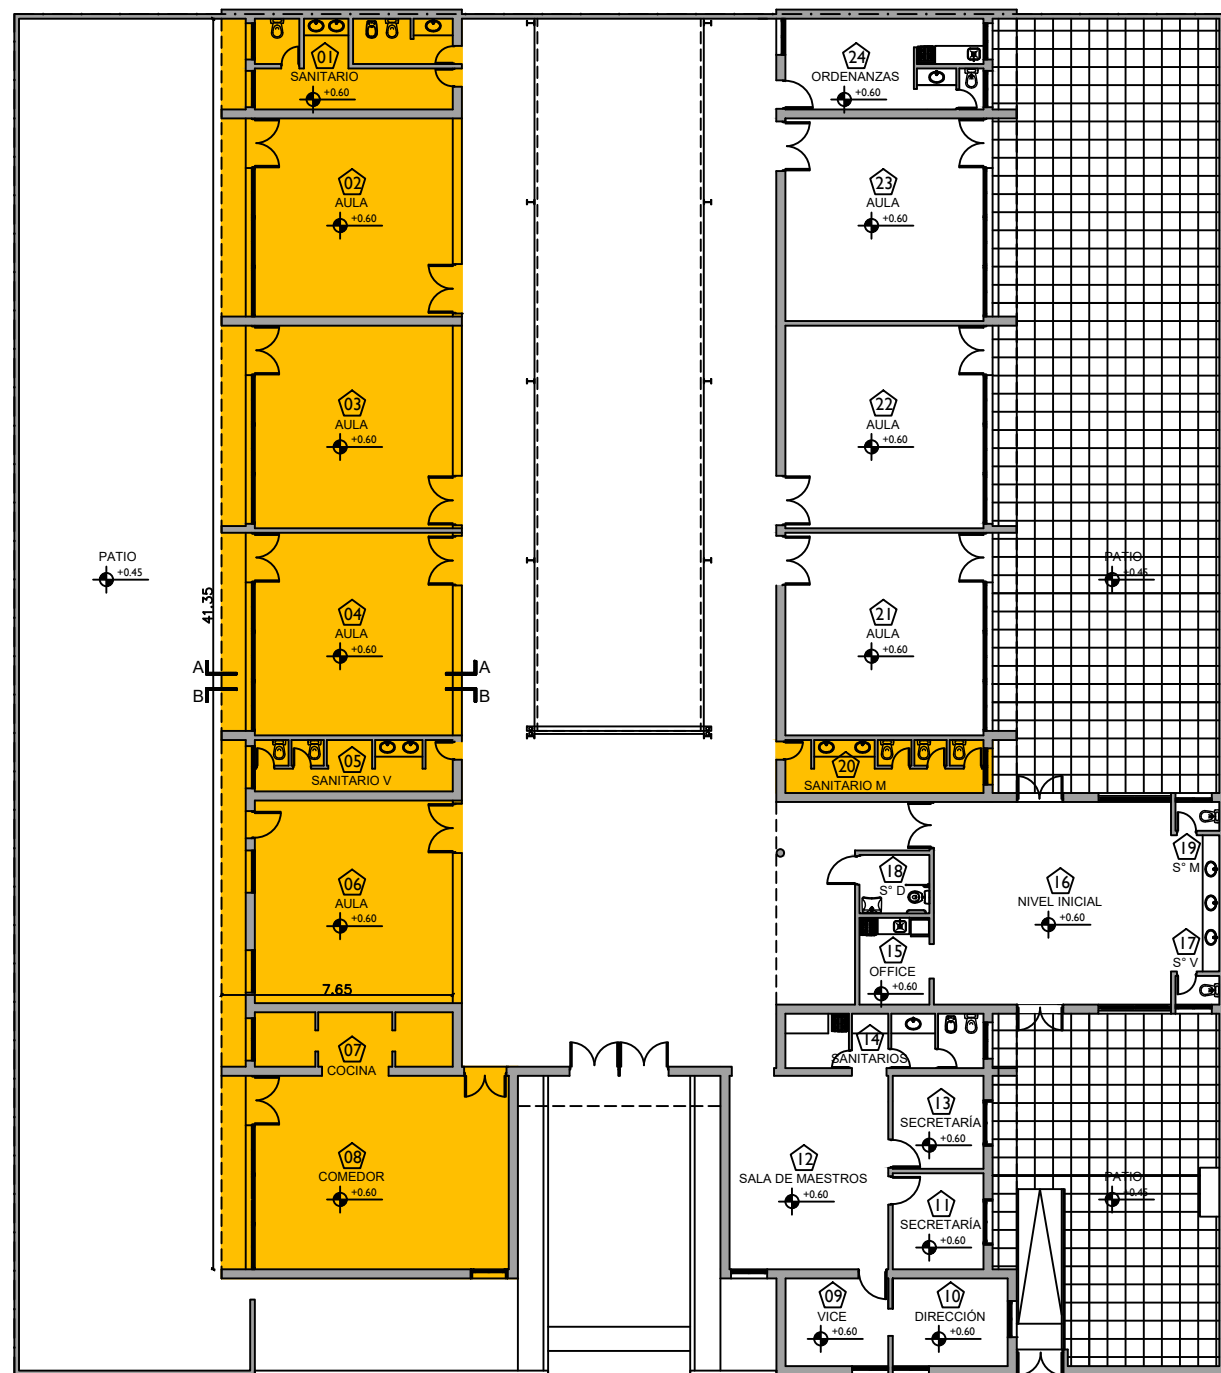 01
SANITARIO
+0.60
24
ORDENANZAS
+0.60
02
AULA
+0.60
23
AULA
+0.60
03
AULA
+0.60
22
AULA
+0.60
PATIO
+0.45
41.35
04
AULA
+0.60
21
AULA
+0.60
PATIO
+0.45
A
A
B
B
05
SANITARIO V
20
SANITARIO M
06
AULA
+0.60
18
S° D
16
NIVEL INICIAL
+0.60
19
S° M
17
S° V
15
OFFICE
+0.60
7.65
07
COCINA
14
SANITARIOS
13
SECRETARÍA
+0.60
08
COMEDOR
+0.60
12
SALA DE MAESTROS
+0.60
PATIO
+0.45
11
SECRETARÍA
+0.60
09
VICE
+0.60
10
DIRECCIÓN
+0.60